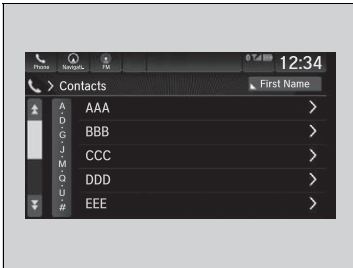 Phone Navigati.. FM 12:34
> Contacts First Name
A AAA >
D BBB >
G
J CCC >
M
Q DDD >
U
# EEE >